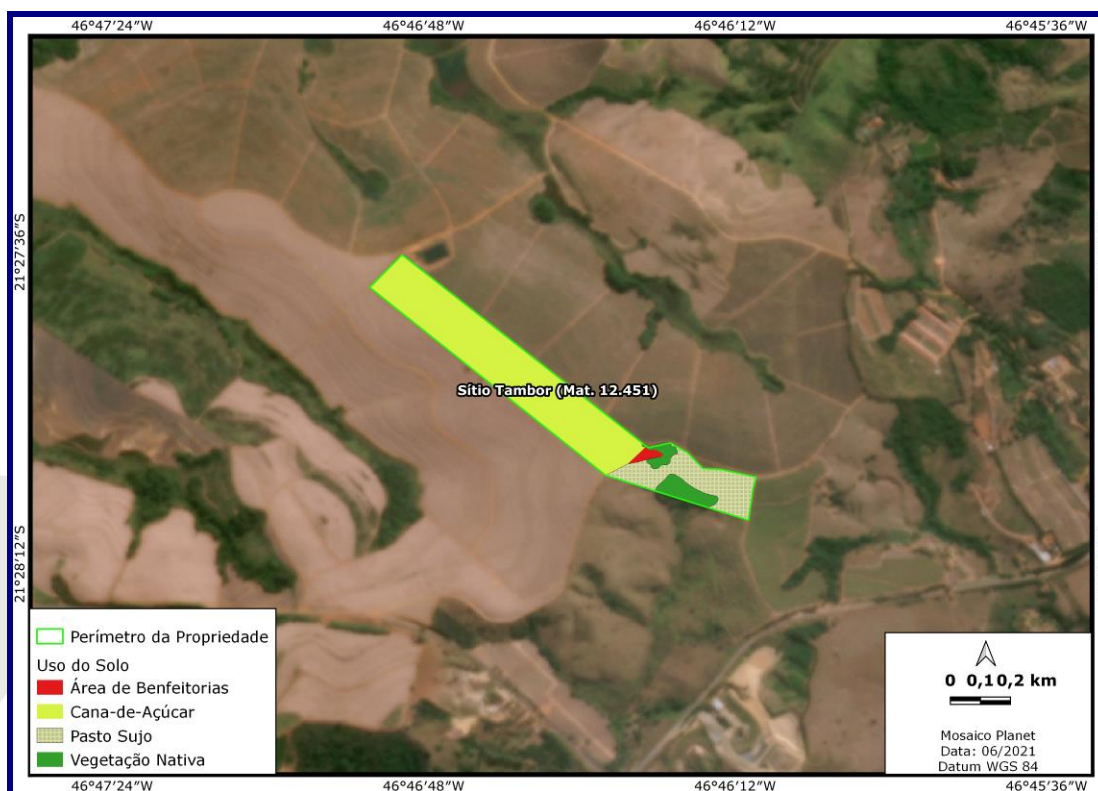 46°47′24″W 46°46′48″W 46°46′12″W 46°45′36″W
21°27′36″S
21°28′12″S
Sítio Tambor (Mat. 12.451)
Perímetro da Propriedade
Uso do Solo
Área de Benfeitorias
Cana-de-Açúcar
Pasto Sujo
Vegetação Nativa
0 0,10,2 km
Mosaico Planet
Data: 06/2021
Datum WGS 84
46°47′24″W 46°46′48″W 46°46′12″W 46°45′36″W